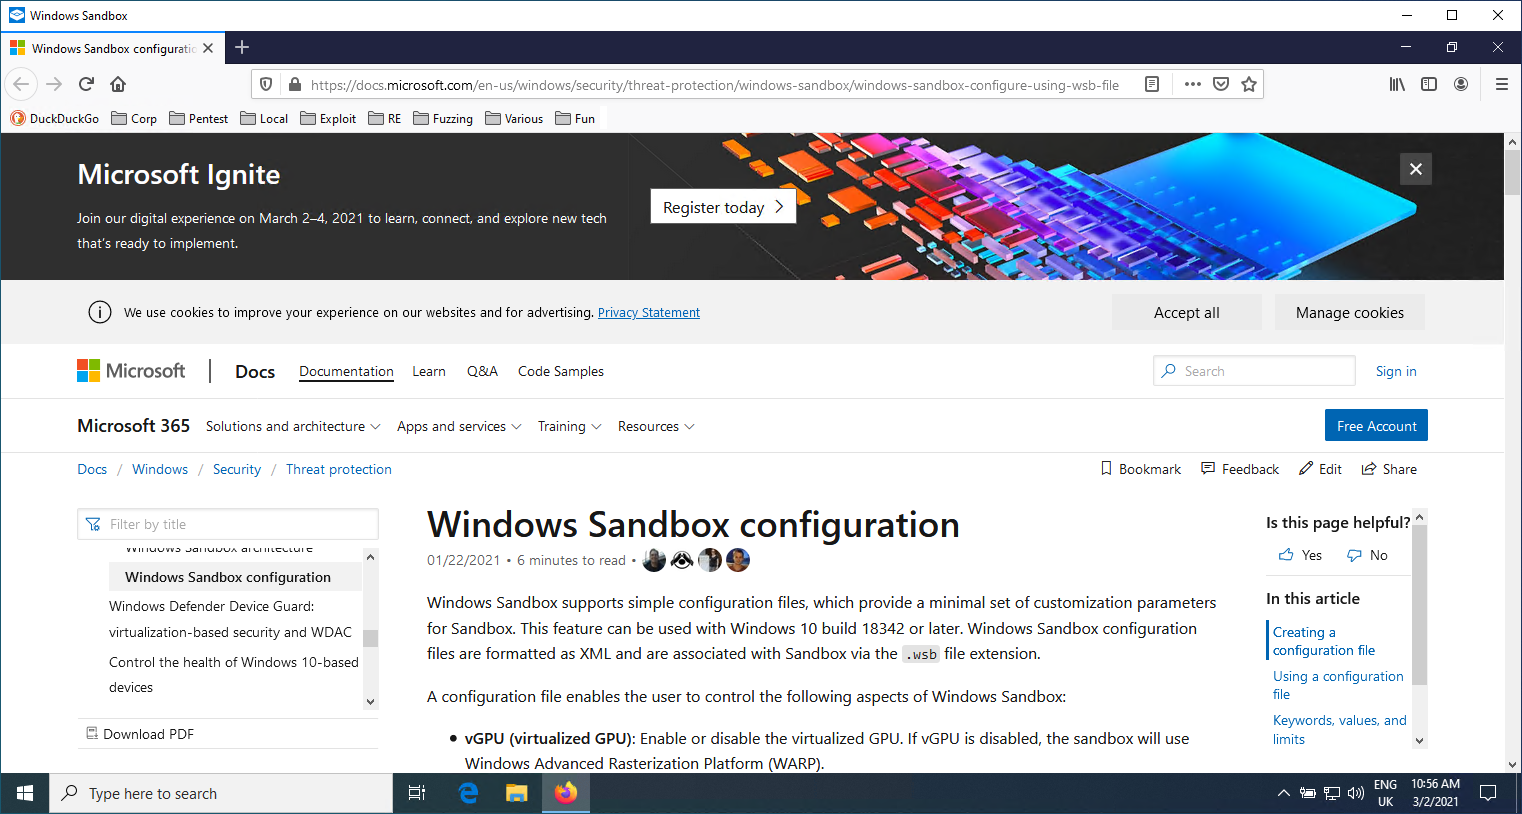 Windows Sandbox
Windows Sandbox configuratio
https://docs.microsoft.com/en-us/windows/security/threat-protection/windows-sandbox/windows-sandbox-configure-using-wsb-file
DuckDuckGo Corp Pentest Local Exploit RE Fuzzing Various Fun
Microsoft Ignite
Join our digital experience on March 2–4, 2021 to learn, connect, and explore new tech
that's ready to implement.
Register today
We use cookies to improve your experience on our websites and for advertising. Privacy Statement
Accept all
Manage cookies
Microsoft
Docs
Documentation Learn Q&A Code Samples
Search
Sign in
Microsoft 365
Solutions and architecture Apps and services Training Resources
Free Account
Docs / Windows / Security / Threat protection
Bookmark Feedback Edit Share
Filter by title
Windows Sandbox architecture
Windows Sandbox configuration
Windows Defender Device Guard:
virtualization-based security and WDAC
Control the health of Windows 10-based
devices
Download PDF
Windows Sandbox configuration
01/22/2021 • 6 minutes to read •
Windows Sandbox supports simple configuration files, which provide a minimal set of customization parameters
for Sandbox. This feature can be used with Windows 10 build 18342 or later. Windows Sandbox configuration
files are formatted as XML and are associated with Sandbox via the .wsb file extension.
A configuration file enables the user to control the following aspects of Windows Sandbox:
• vGPU (virtualized GPU): Enable or disable the virtualized GPU. If vGPU is disabled, the sandbox will use
Windows Advanced Rasterization Platform (WARP).
Is this page helpful?
Yes No
In this article
Creating a
configuration file
Using a configuration
file
Keywords, values, and
limits
Type here to search
ENG
UK
10:56 AM
3/2/2021